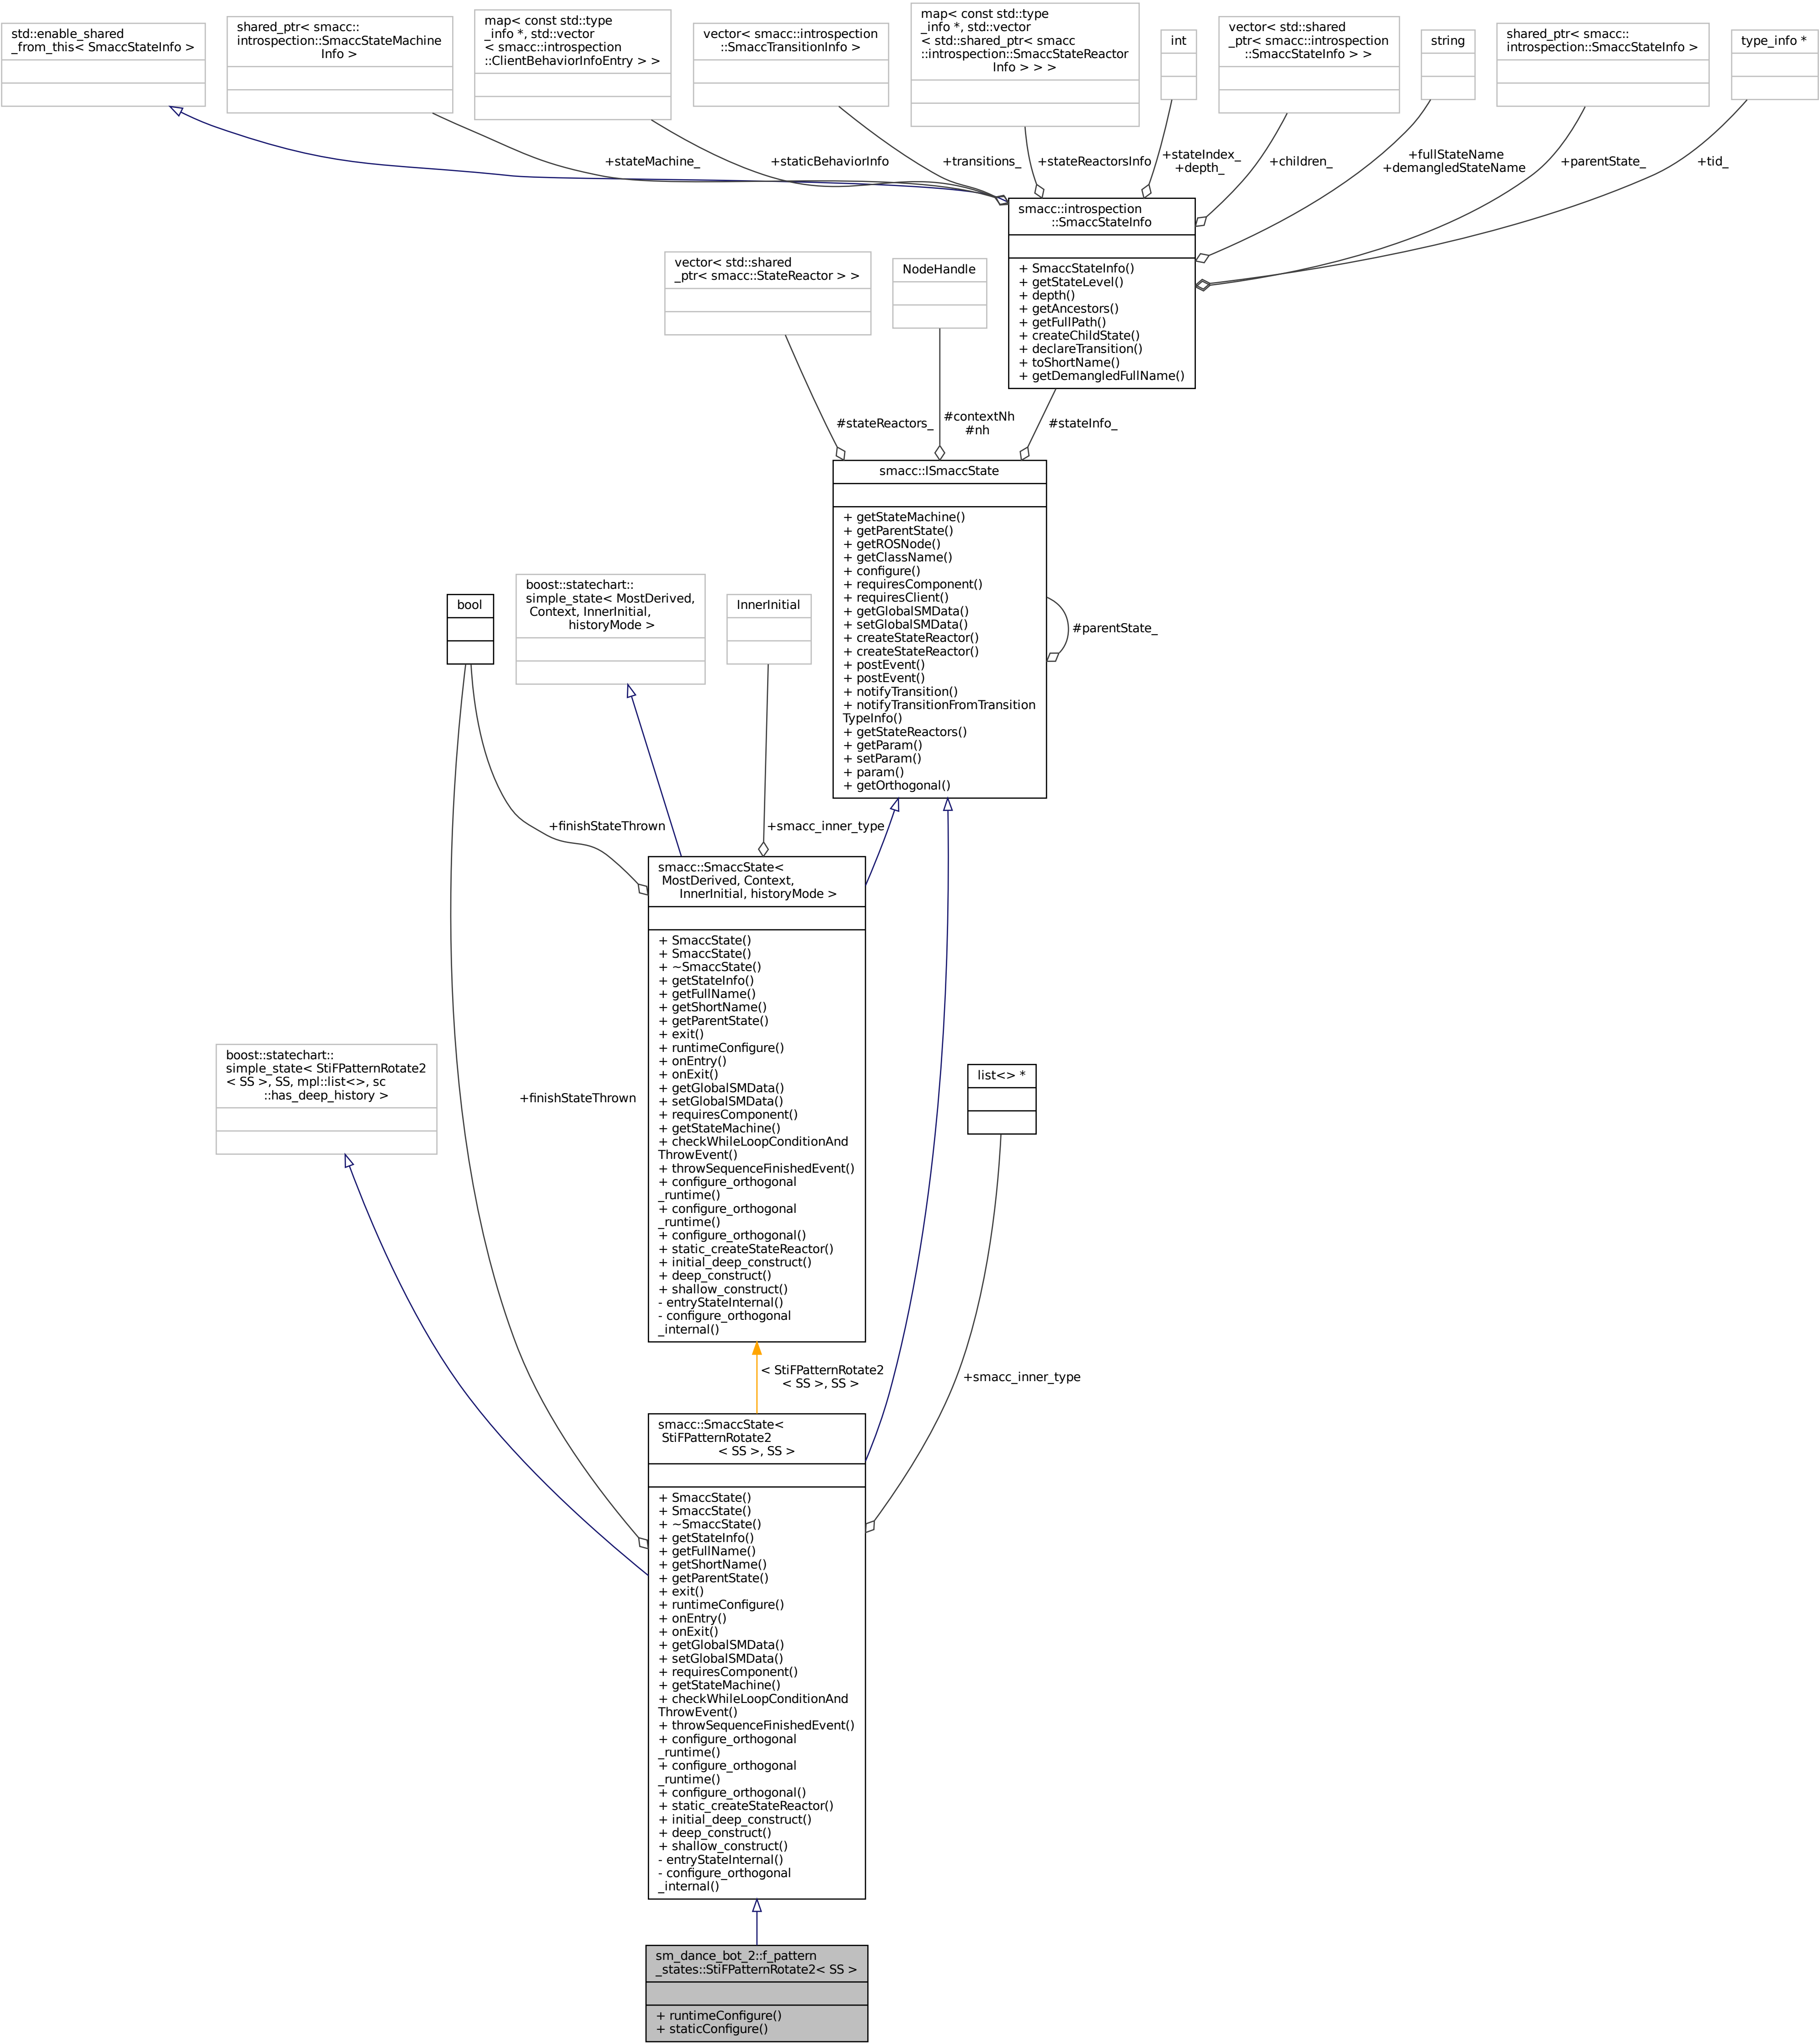 std::enable_shared
_from_this< SmaccStateInfo >
shared_ptr< smacc::
introspection::SmaccStateMachine
Info >
map< const std::type
_info *, std::vector
< smacc::introspection
::ClientBehaviorInfoEntry > >
vector< smacc::introspection
::SmaccTransitionInfo >
map< const std::type
_info *, std::vector
< std::shared_ptr< smacc
::introspection::SmaccStateReactor
Info > > >
int
vector< std::shared
_ptr< smacc::introspection
::SmaccStateInfo > >
string
shared_ptr< smacc::
introspection::SmaccStateInfo >
type_info *
+stateMachine_
+staticBehaviorInfo
+transitions_
+stateReactorsInfo
+stateIndex_
+depth_
+children_
+fullStateName
+demangledStateName
+parentState_
+tid_
smacc::introspection
::SmaccStateInfo
+ SmaccStateInfo()
+ getStateLevel()
+ depth()
+ getAncestors()
+ getFullPath()
+ createChildState()
+ declareTransition()
+ toShortName()
+ getDemangledFullName()
vector< std::shared
_ptr< smacc::StateReactor > >
NodeHandle
#stateReactors_
#contextNh
#nh
#stateInfo_
smacc::ISmaccState
+ getStateMachine()
+ getParentState()
+ getROSNode()
+ getClassName()
+ configure()
+ requiresComponent()
+ requiresClient()
+ getGlobalSMData()
+ setGlobalSMData()
+ createStateReactor()
+ createStateReactor()
+ postEvent()
+ postEvent()
+ notifyTransition()
+ notifyTransitionFromTransition
TypeInfo()
+ getStateReactors()
+ getParam()
+ setParam()
+ param()
+ getOrthogonal()
#parentState_
bool
boost::statechart::
simple_state< MostDerived,
Context, InnerInitial,
historyMode >
InnerInitial
+finishStateThrown
+smacc_inner_type
smacc::SmaccState<
MostDerived, Context,
InnerInitial, historyMode >
+ SmaccState()
+ SmaccState()
+ ~SmaccState()
+ getStateInfo()
+ getFullName()
+ getShortName()
+ getParentState()
+ exit()
+ runtimeConfigure()
+ onEntry()
+ onExit()
+ getGlobalSMData()
+ setGlobalSMData()
+ requiresComponent()
+ getStateMachine()
+ checkWhileLoopConditionAnd
ThrowEvent()
+ throwSequenceFinishedEvent()
+ configure_orthogonal
_runtime()
+ configure_orthogonal
_runtime()
+ configure_orthogonal()
+ static_createStateReactor()
+ initial_deep_construct()
+ deep_construct()
+ shallow_construct()
- entryStateInternal()
- configure_orthogonal
_internal()
boost::statechart::
simple_state< StiFPatternRotate2
< SS >, SS, mpl::list<>, sc
::has_deep_history >
+finishStateThrown
list<> *
< StiFPatternRotate2
< SS >, SS >
+smacc_inner_type
smacc::SmaccState<
StiFPatternRotate2
< SS >, SS >
+ SmaccState()
+ SmaccState()
+ ~SmaccState()
+ getStateInfo()
+ getFullName()
+ getShortName()
+ getParentState()
+ exit()
+ runtimeConfigure()
+ onEntry()
+ onExit()
+ getGlobalSMData()
+ setGlobalSMData()
+ requiresComponent()
+ getStateMachine()
+ checkWhileLoopConditionAnd
ThrowEvent()
+ throwSequenceFinishedEvent()
+ configure_orthogonal
_runtime()
+ configure_orthogonal
_runtime()
+ configure_orthogonal()
+ static_createStateReactor()
+ initial_deep_construct()
+ deep_construct()
+ shallow_construct()
- entryStateInternal()
- configure_orthogonal
_internal()
sm_dance_bot_2::f_pattern
_states::StiFPatternRotate2< SS >
+ runtimeConfigure()
+ staticConfigure()